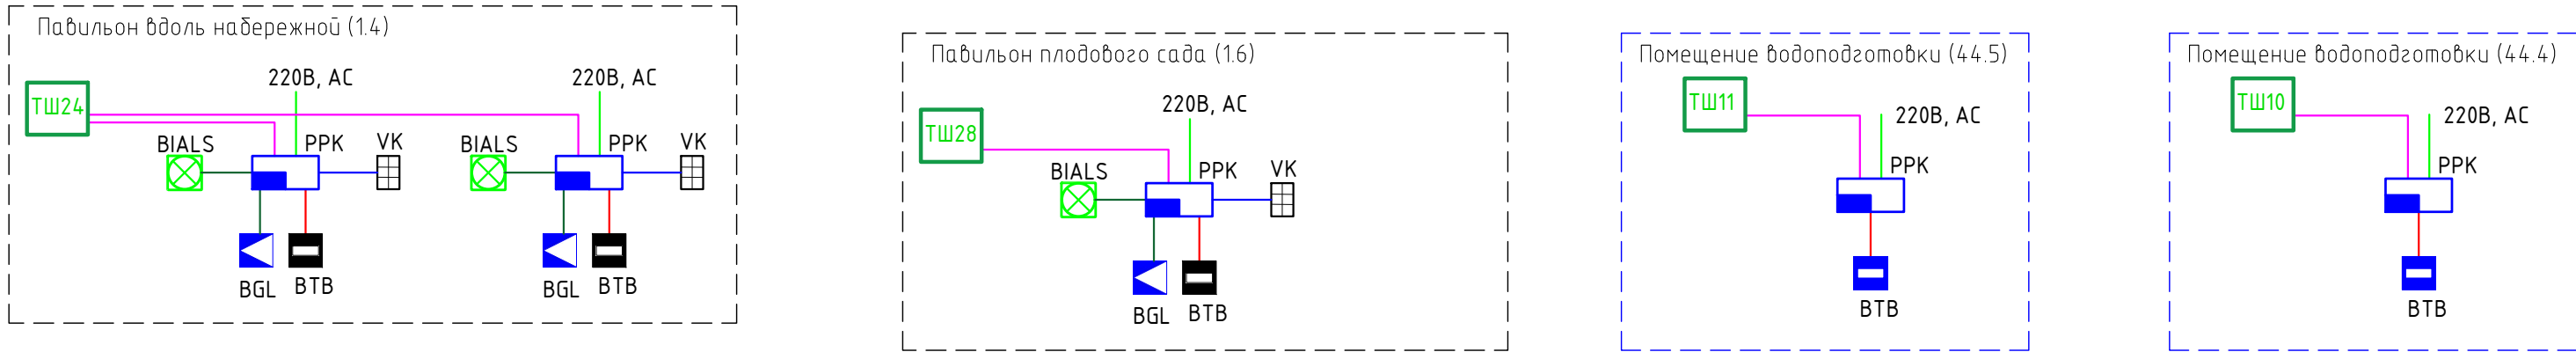 Павильон вдоль набережной (1.4)
220В, АС
220В, АС
ТШ24
BIALS
PPK
VK
BIALS
PPK
VK
BGL
BTB
BGL
BTB
Павильон плодового сада (1.6)
220В, АС
ТШ28
BIALS
PPK
VK
BGL
BTB
Помещение водоподготовки (44.5)
ТШ11
220В, АС
PPK
BTB
Помещение водоподготовки (44.4)
ТШ10
220В, АС
PPK
BTB